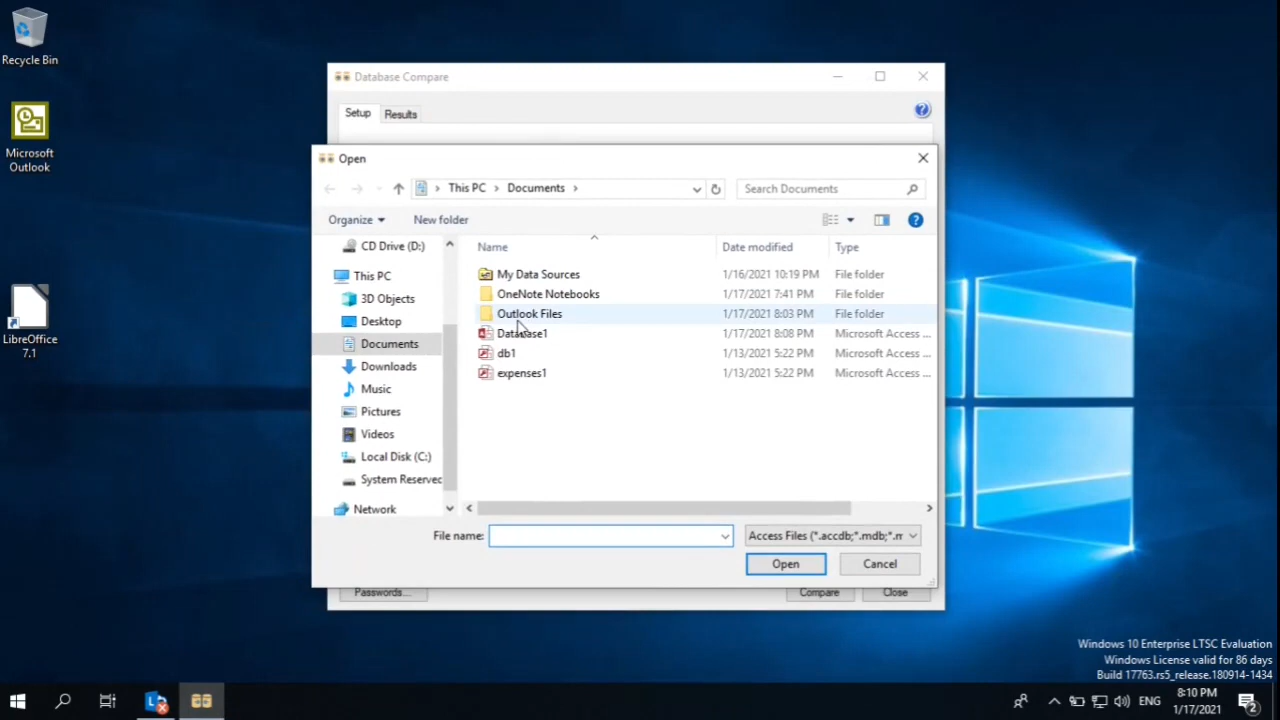 Recycle Bin
Microsoft
Outlook
LibreOffice
7.1
Database Compare
Setup
Results
Open
This PC
Documents
Search Documents
Organize
New folder
Name
Date modified
Type
CD Drive (D:)
This PC
3D Objects
Desktop
Documents
Downloads
Music
Pictures
Videos
Local Disk (C:)
System Reserved
Network
My Data Sources 1/16/2021 10:19 PM File folder
OneNote Notebooks 1/17/2021 7:41 PM File folder
Outlook Files 1/17/2021 8:03 PM File folder
Database1 1/17/2021 8:08 PM Microsoft Access ...
db1 1/13/2021 5:22 PM Microsoft Access ...
expenses1 1/13/2021 5:22 PM Microsoft Access ...
File name:
Access Files (*.accdb;*.mdb;*.m
Open
Cancel
Passwords...
Compare
Close
Windows 10 Enterprise LTSC Evaluation
Windows License valid for 86 days
Build 17763.rs5_release.180914-1434
ENG
8:10 PM
1/17/2021
2